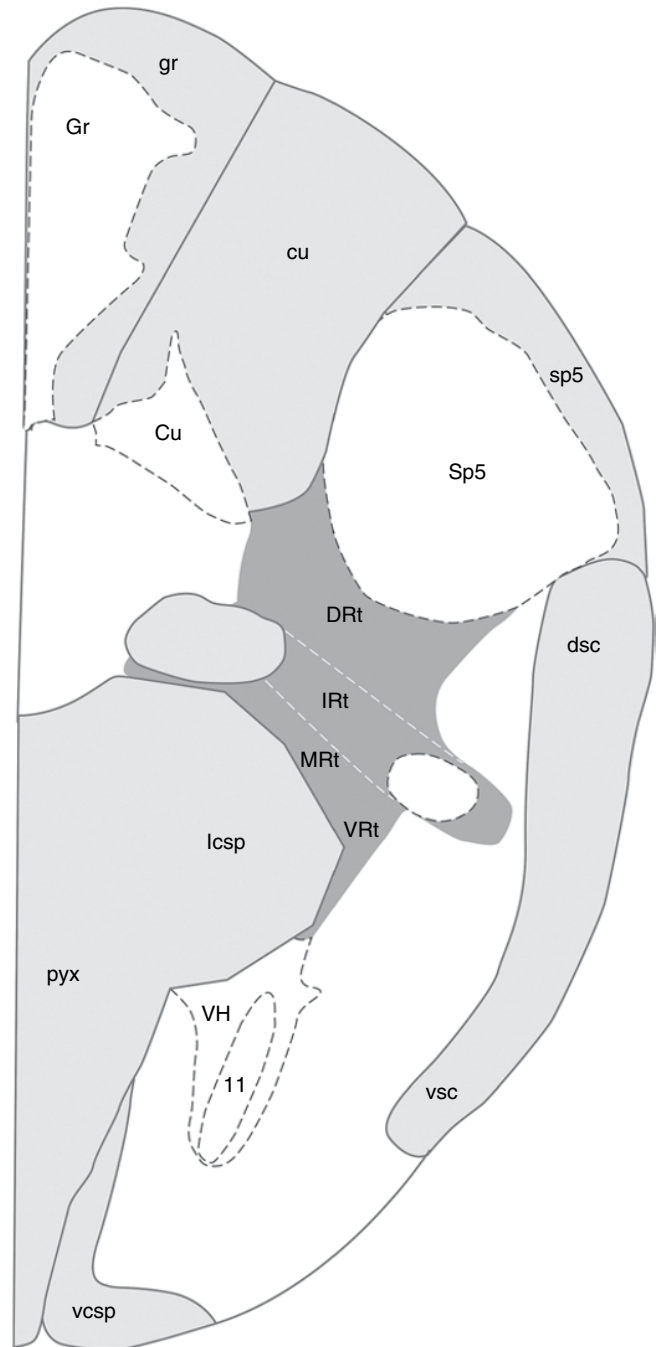 gr
Gr
cu
sp5
Cu
Sp5
DRt
dsc
IRt
MRt
VRt
lcsp
pyx
VH
11
vsc
vcsp